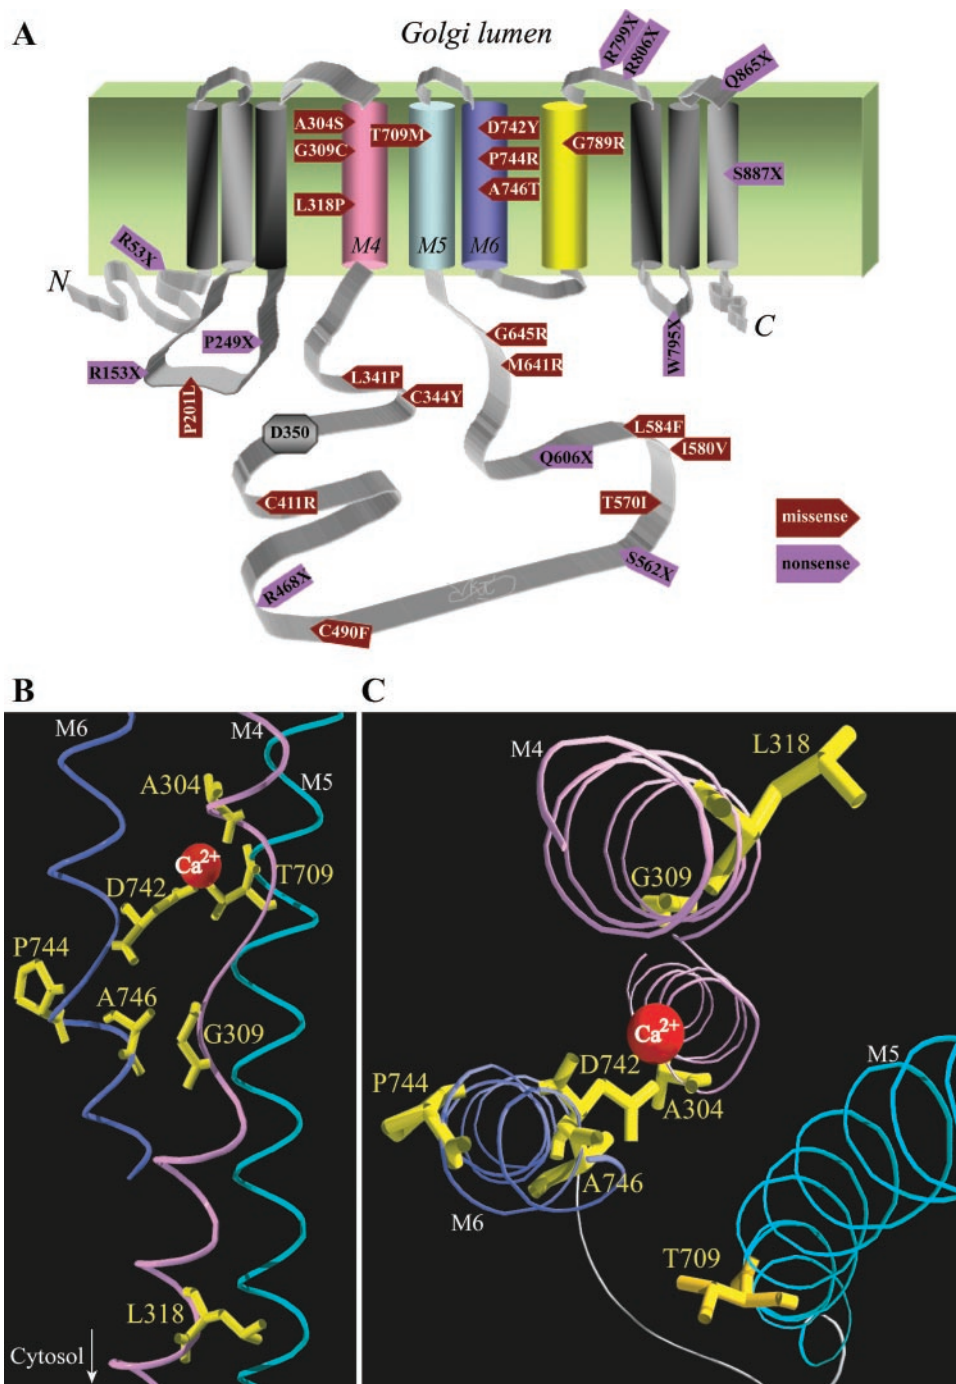 A
Golgi lumen
R799X
R806X
Q865X
A304S
T709M
D742Y
G789R
G309C
P744R
S887X
L318P
A746T
M4
M5
M6
R53X
N
C
P249X
G645R
W795X
R153X
L341P
M641R
P201L
C344Y
D350
L584F
I580V
Q606X
C411R
T570I
missense
R468X
S562X
nonsense
C490F
B
M6
M4
M5
A304
Ca2+
D742
T709
P744
A746
G309
L318
Cytosol
C
L318
M4
G309
Ca2+
M5
P744
D742
A304
A746
M6
T709